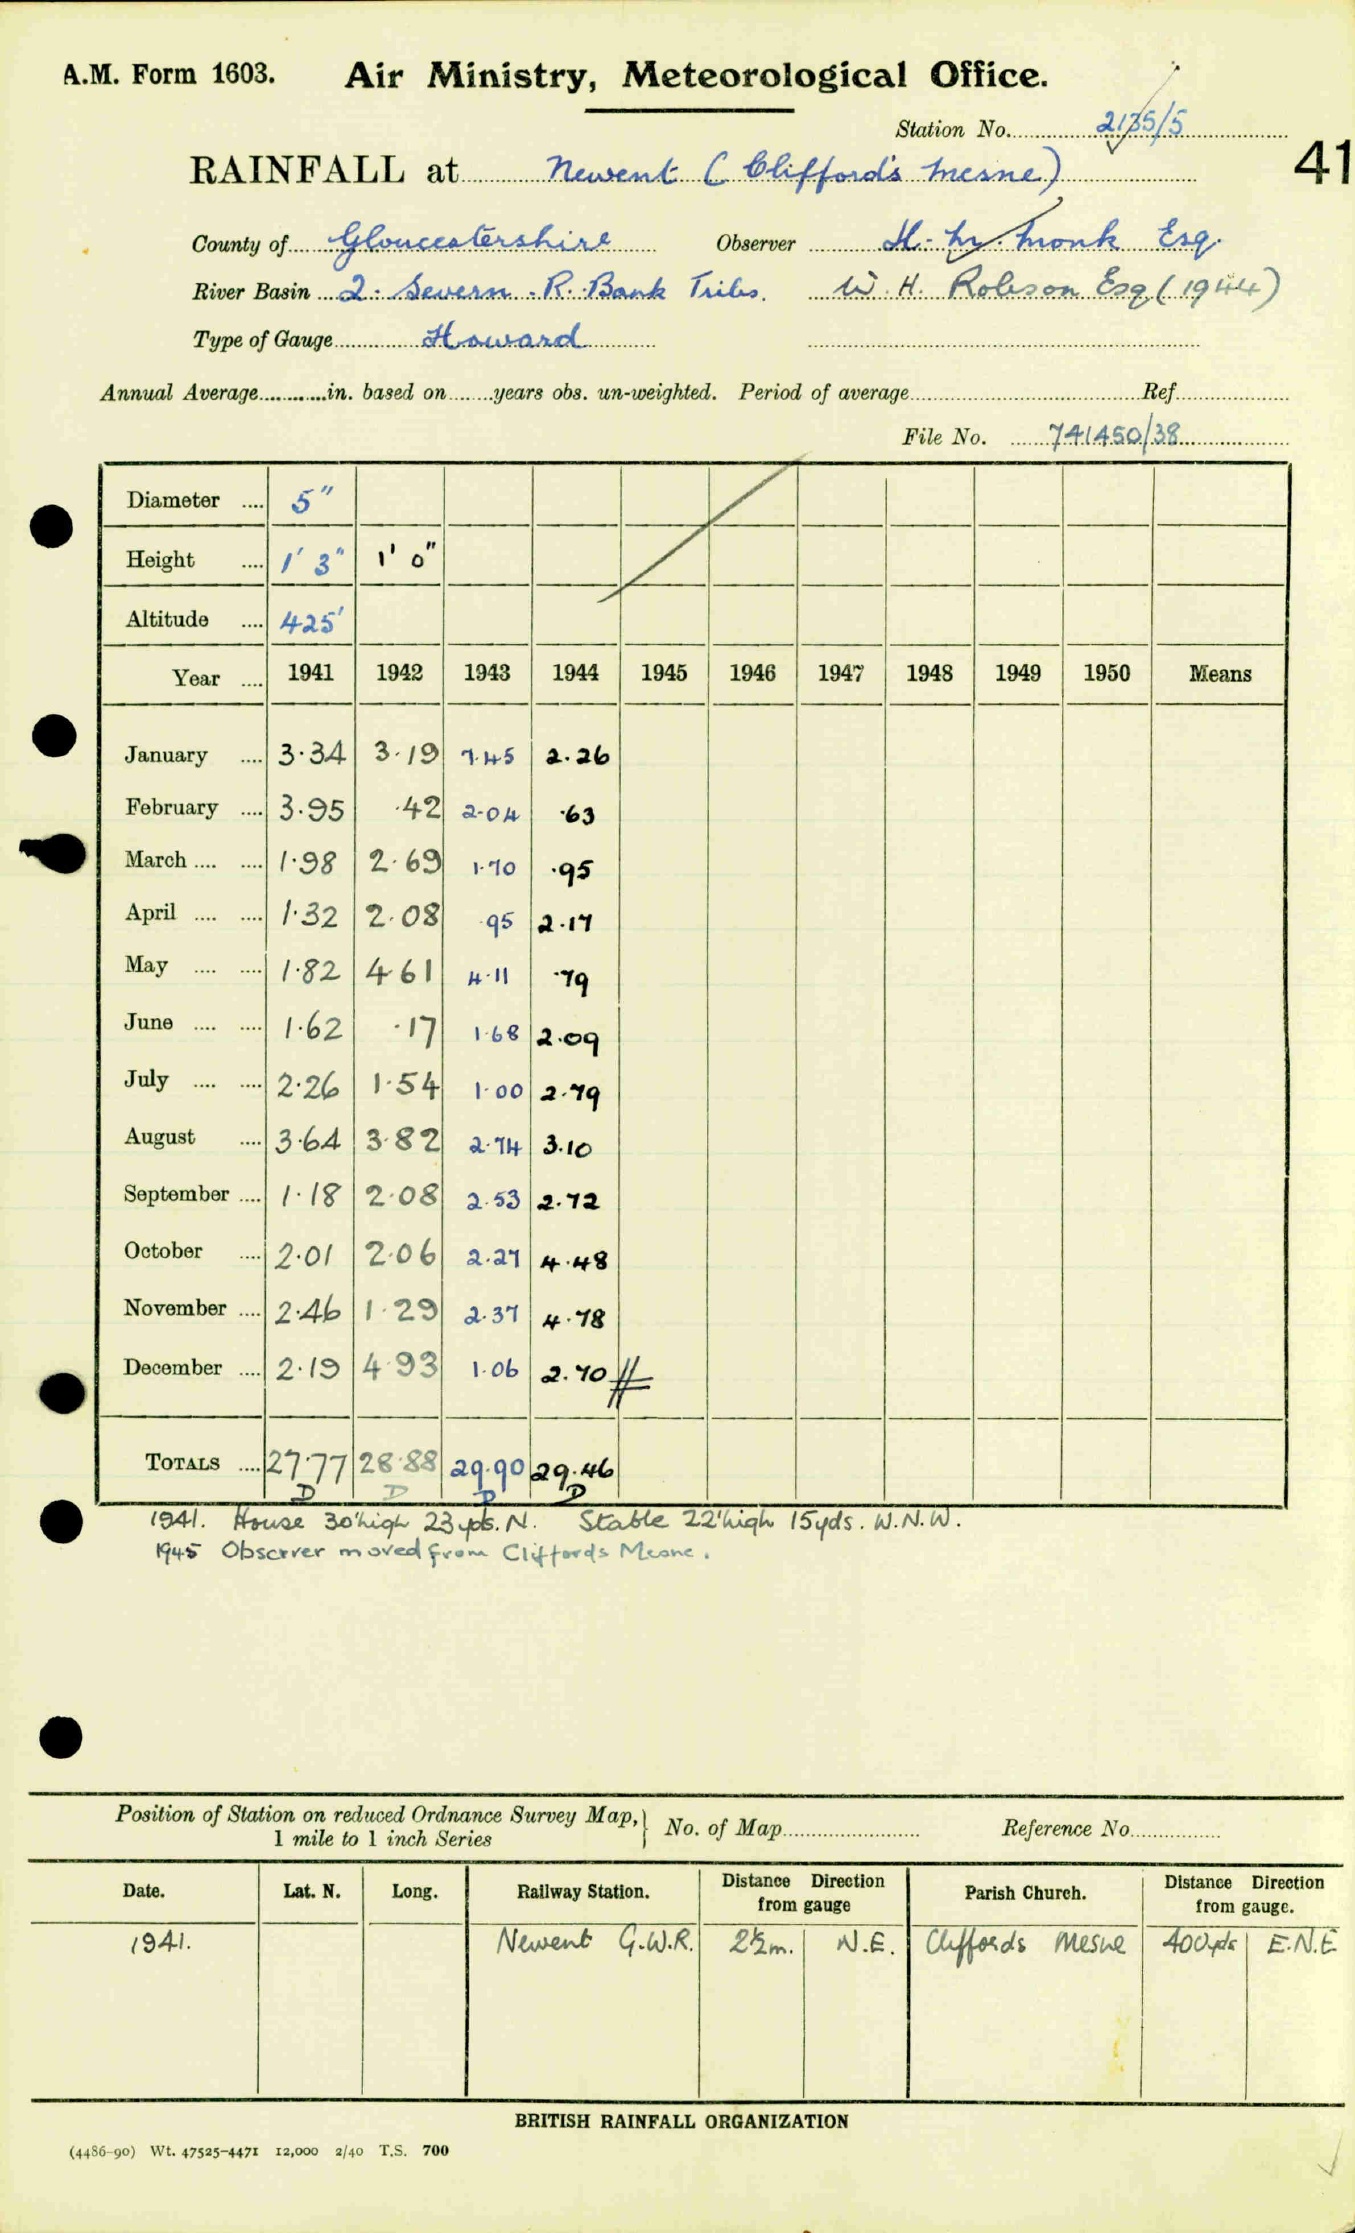 A.M. Form 1603. Air Ministry, Meteorological Office.
Station No. 2135/5
41
RAINFALL at Newent (Clifford's Mesne)
County of Gloucestershire Observer H. M. Monk Esq.
River Basin 2. Severn. R. Bank Tribs. W. H. Robson Esq (1944)
Type of Gauge Howard
Annual Average............in. based on........years obs. un-weighted. Period of average Ref.
File No. 741450/38
Diameter .... 5"
Height .... 1' 3" 1' 0"
Altitude .... 425'
Year .... 1941 1942 1943 1944 1945 1946 1947 1948 1949 1950 Means
January .... 3.34 3.19 7.45 2.26
February .... 3.95 .42 2.04 .63
March .... .... 1.98 2.69 1.70 .95
April .... .... 1.32 2.08 .95 2.17
May .... .... 1.82 4.61 4.11 .79
June .... .... 1.62 .17 1.68 2.09
July .... .... 2.26 1.54 1.00 2.79
August .... 3.64 3.82 2.74 3.10
September .... 1.18 2.08 2.53 2.72
October .... 2.01 2.06 2.27 4.48
November .... 2.46 1.29 2.37 4.78
December .... 2.19 4.93 1.06 2.70
TOTALS .... 27.77 28.88 29.90 29.46
D D D D
1941. House 30' high 23 yds. N. Stable 22' high 15 yds. W.N.W.
1945 Observer moved from Cliffords Mesne.
Position of Station on reduced Ordnance Survey Map, 1 mile to 1 inch Series } No. of Map Reference No.
Date. Lat. N. Long. Railway Station. Distance Direction from gauge Parish Church. Distance Direction from gauge.
1941. Newent G.W.R. 2½m. N.E. Cliffords Mesne 400yds E.N.E
BRITISH RAINFALL ORGANIZATION
(4486-90) Wt. 47525-4471 12,000 2/40 T.S. 700